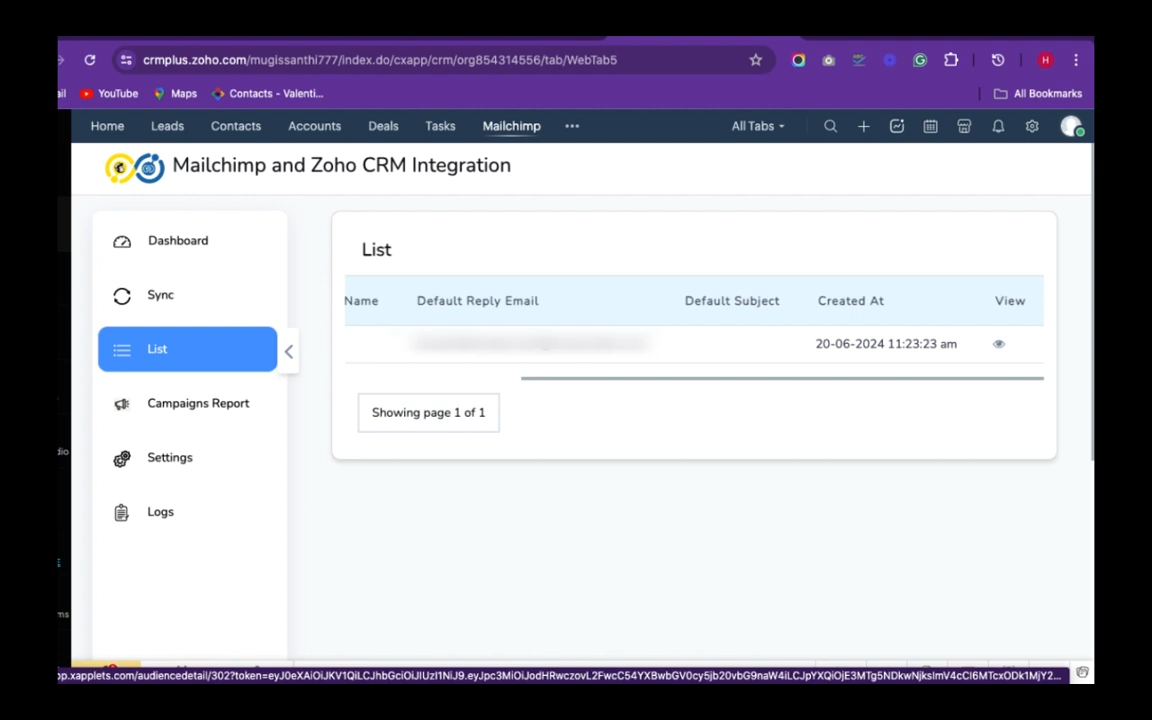 crmplus.zoho.com/mugissanthi777/index.do/cxapp/crm/org854314556/tab/WebTab5
H
ail YouTube Maps Contacts - Valenti... All Bookmarks
Home Leads Contacts Accounts Deals Tasks Mailchimp ••• All Tabs
Mailchimp and Zoho CRM Integration
Dashboard
Sync
List
Campaigns Report
Settings
Logs
List
Name Default Reply Email Default Subject Created At View
20-06-2024 11:23:23 am
Showing page 1 of 1
dio
ms